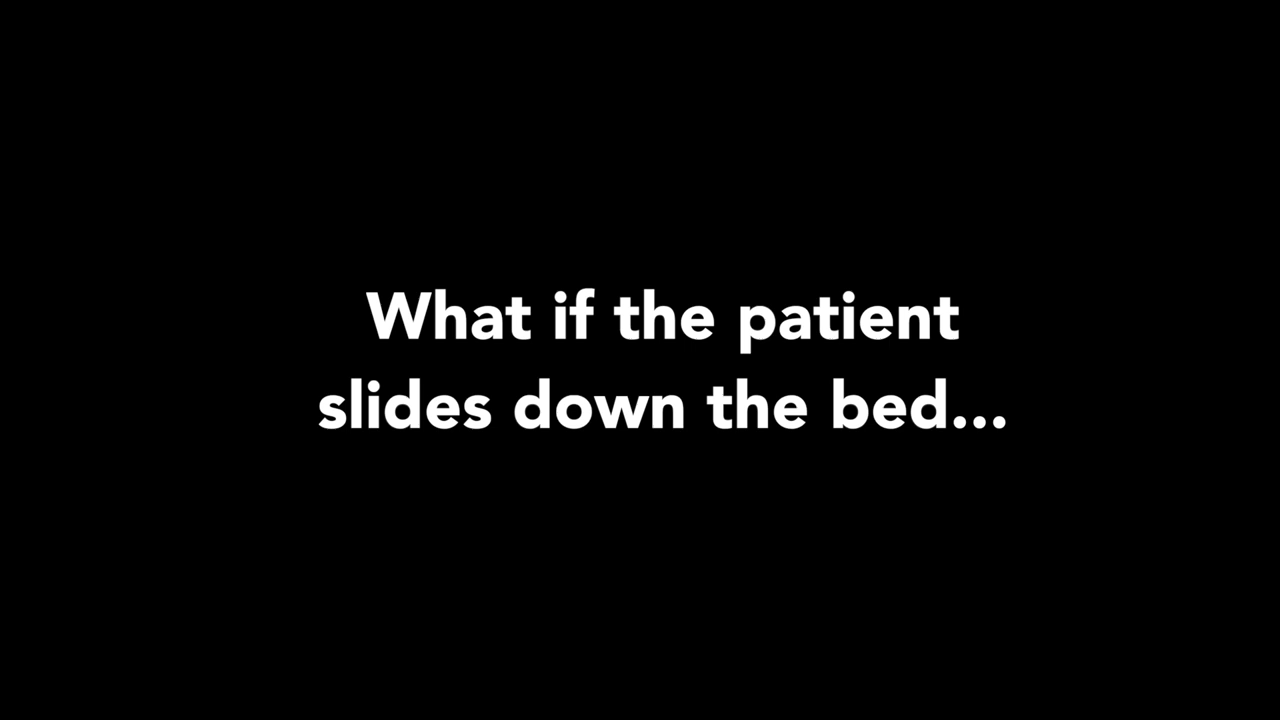 What if the patient
slides down the bed...